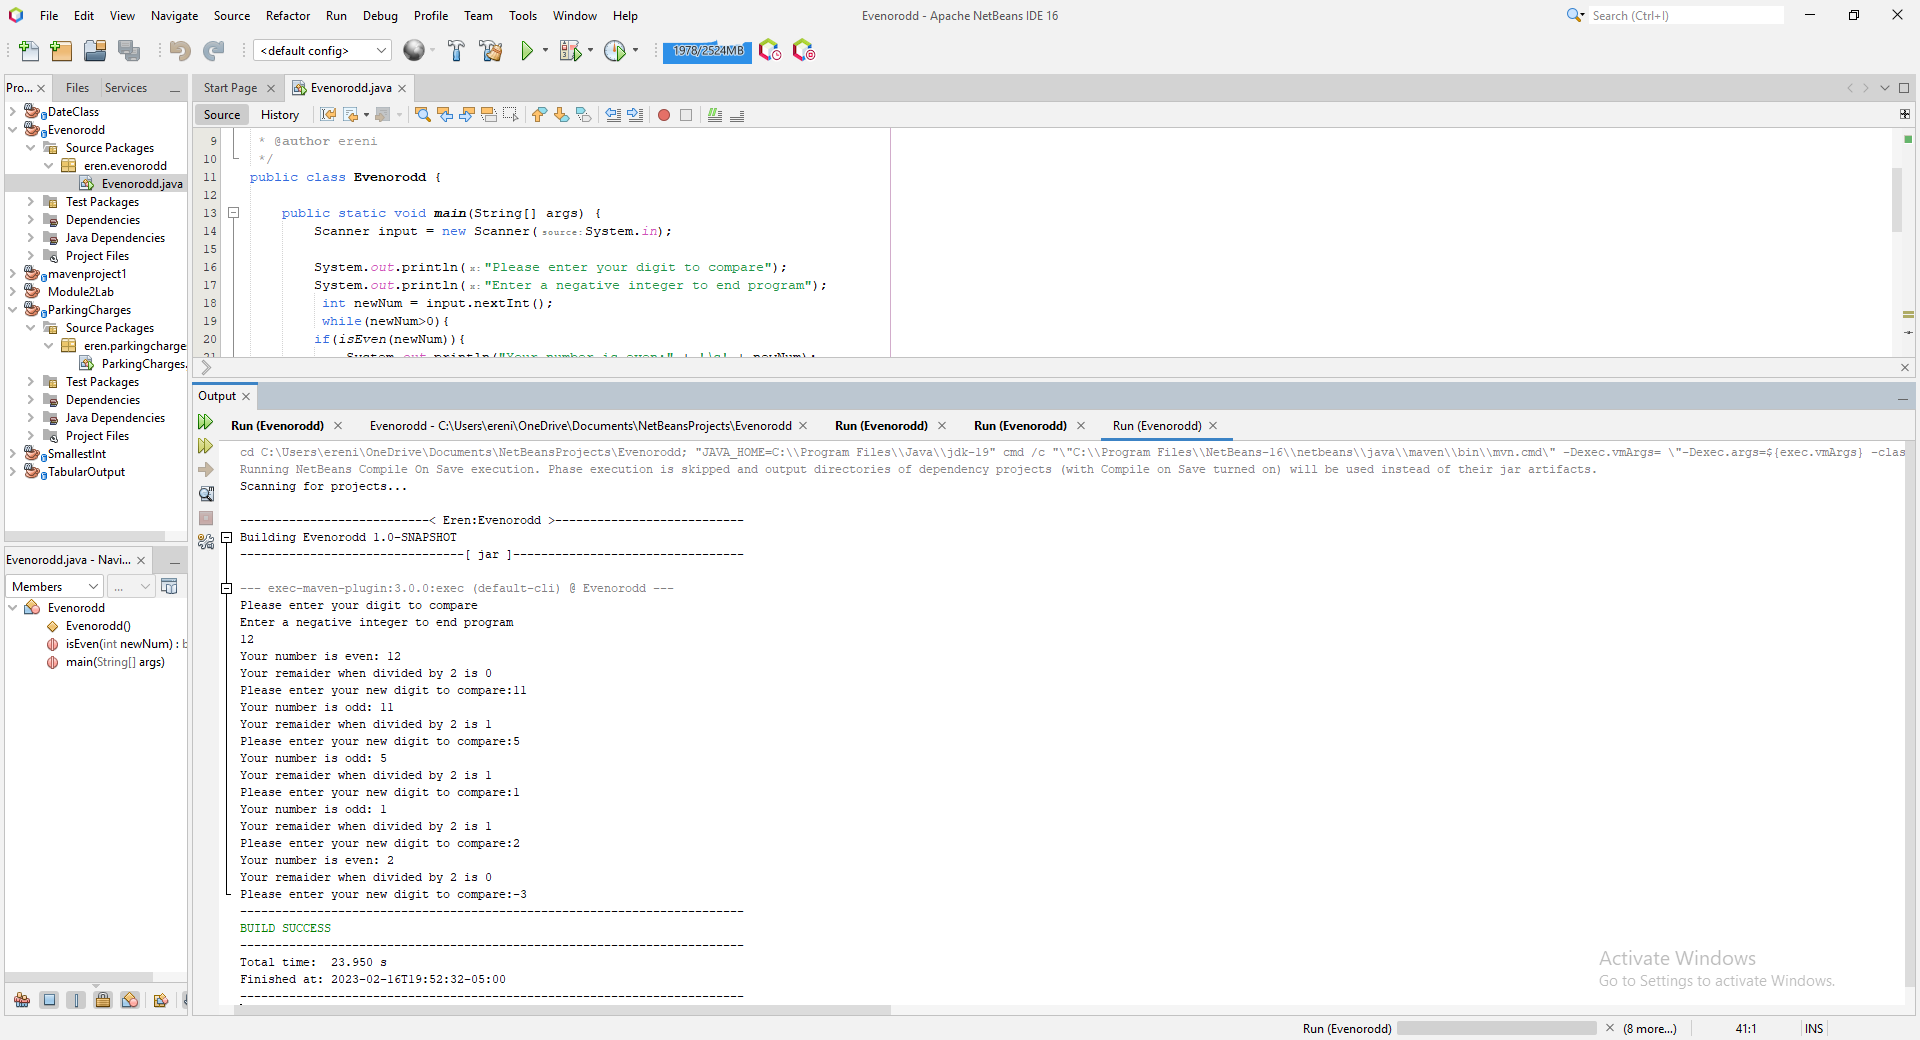 File Edit View Navigate Source Refactor Run Debug Profile Team Tools Window Help
Evenorodd - Apache NetBeans IDE 16
Search (Ctrl+I)
<default config>
1978/2524MB
Pro... Files Services
DateClass
Evenorodd
Source Packages
eren.evenorodd
Evenorodd.java
Test Packages
Dependencies
Java Dependencies
Project Files
mavenproject1
Module2Lab
ParkingCharges
Source Packages
eren.parkingcharge
ParkingCharges.
Test Packages
Dependencies
Java Dependencies
Project Files
SmallestInt
TabularOutput
Evenorodd.java - Navi...
Members ...
Evenorodd
Evenorodd()
isEven(int newNum) : b
main(String[] args)
Start Page Evenorodd.java
Source History
9 * @author ereni
10 */
11 public class Evenorodd {
12
13 public static void main(String[] args) {
14 Scanner input = new Scanner( source: System.in);
15
16 System.out.println( x: "Please enter your digit to compare");
17 System.out.println( x: "Enter a negative integer to end program");
18 int newNum = input.nextInt();
19 while(newNum>0){
20 if(isEven(newNum)){
21 System.out.println("Your number is even:" + '\s' + newNum);
Output
Run (Evenorodd) Evenorodd - C:\Users\ereni\OneDrive\Documents\NetBeansProjects\Evenorodd Run (Evenorodd) Run (Evenorodd) Run (Evenorodd)
cd C:\Users\ereni\OneDrive\Documents\NetBeansProjects\Evenorodd; "JAVA_HOME=C:\\Program Files\\Java\\jdk-19" cmd /c "\"C:\\Program Files\\NetBeans-16\\netbeans\\java\\maven\\bin\\mvn.cmd\" -Dexec.vmArgs= \"-Dexec.args=${exec.vmArgs} -clas
Running NetBeans Compile On Save execution. Phase execution is skipped and output directories of dependency projects (with Compile on Save turned on) will be used instead of their jar artifacts.
Scanning for projects...
---------------------------< Eren:Evenorodd >---------------------------
Building Evenorodd 1.0-SNAPSHOT
--------------------------------[ jar ]---------------------------------
--- exec-maven-plugin:3.0.0:exec (default-cli) @ Evenorodd ---
Please enter your digit to compare
Enter a negative integer to end program
12
Your number is even: 12
Your remaider when divided by 2 is 0
Please enter your new digit to compare:11
Your number is odd: 11
Your remaider when divided by 2 is 1
Please enter your new digit to compare:5
Your number is odd: 5
Your remaider when divided by 2 is 1
Please enter your new digit to compare:1
Your number is odd: 1
Your remaider when divided by 2 is 1
Please enter your new digit to compare:2
Your number is even: 2
Your remaider when divided by 2 is 0
Please enter your new digit to compare:-3
------------------------------------------------------------------------
BUILD SUCCESS
------------------------------------------------------------------------
Total time: 23.950 s
Finished at: 2023-02-16T19:52:32-05:00
------------------------------------------------------------------------
Activate Windows
Go to Settings to activate Windows.
Run (Evenorodd) (8 more...) 41:1 INS